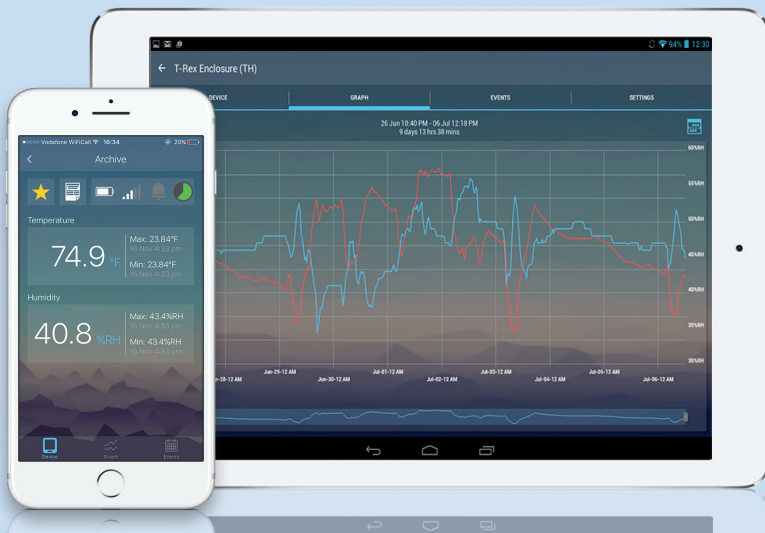 94% 12:30
T-Rex Enclosure (TH)
DEVICE
GRAPH
EVENTS
SETTINGS
26 Jun 10:40 PM - 06 Jul 12:18 PM
9 days 13 hrs 38 mins
60%RH
55%RH
50%RH
45%RH
40%RH
35%RH
30%RH
n-28-12 AM
Jun-29-12 AM
Jun-30-12 AM
Jul-01-12 AM
Jul-02-12 AM
Jul-03-12 AM
Jul-04-12 AM
Jul-05-12 AM
Jul-06-12 AM
Vodafone WiFiCall 16:34 20%
Archive
Temperature
74.9 °F
Max: 23.84°F
16 Nov 4:33 pm
Min: 23.84°F
16 Nov 4:33 pm
Humidity
40.8 %RH
Max: 43.4%RH
16 Nov 4:33 pm
Min: 43.4%RH
16 Nov 4:33 pm
Device
Graph
Events